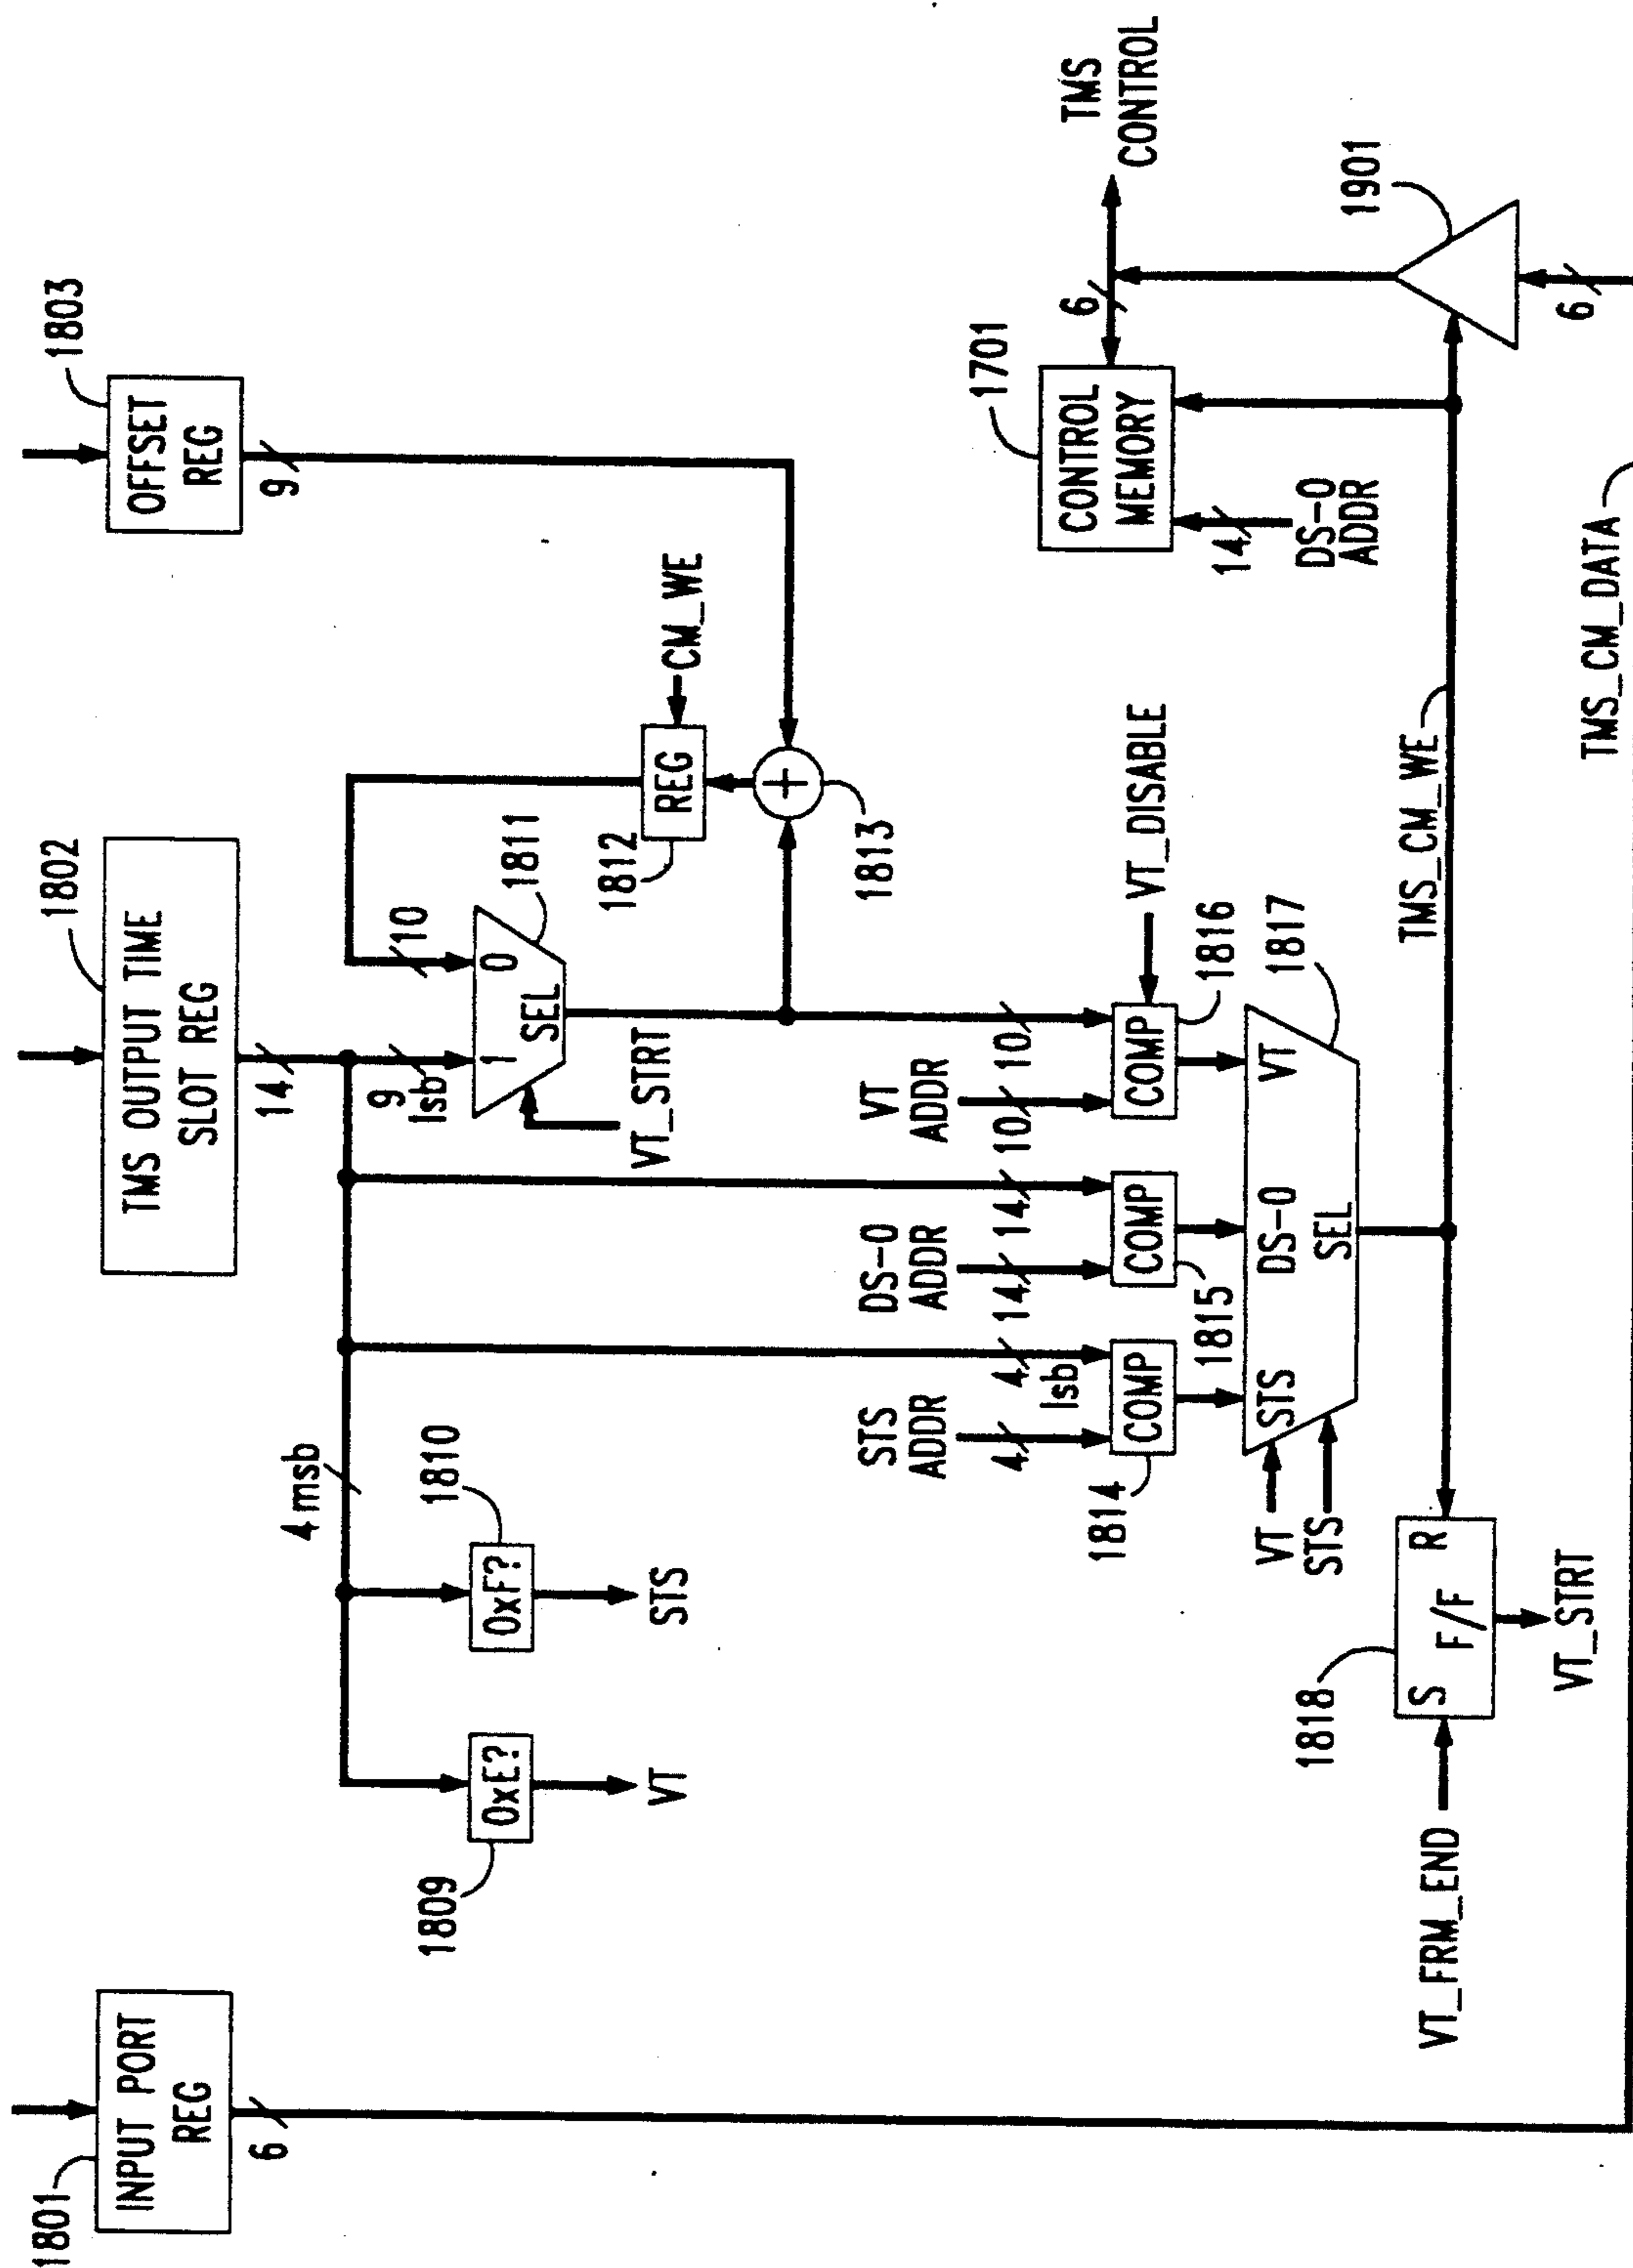 1801
INPUT PORT
REG
6
1802
TMS OUTPUT TIME
SLOT REG
14
1803
OFFSET
REG
9
4 msb
1809
0xE?
VT
1810
0xF?
STS
9
lsb
10
1
0
SEL
1811
VT_STRT
REG
1812
CM_WE
+
1813
STS
ADDR
4
4
lsb
COMP
1814
DS-0
ADDR
14
14
COMP
1815
VT
ADDR
10
10
COMP
1816
VT_DISABLE
STS
DS-0
VT
SEL
1817
VT
STS
VT_FRM_END
S
R
F/F
1818
VT_STRT
TMS_CM_WE
1701
CONTROL
MEMORY
14
DS-0
ADDR
6
TMS
CONTROL
1901
6
TMS_CM_DATA